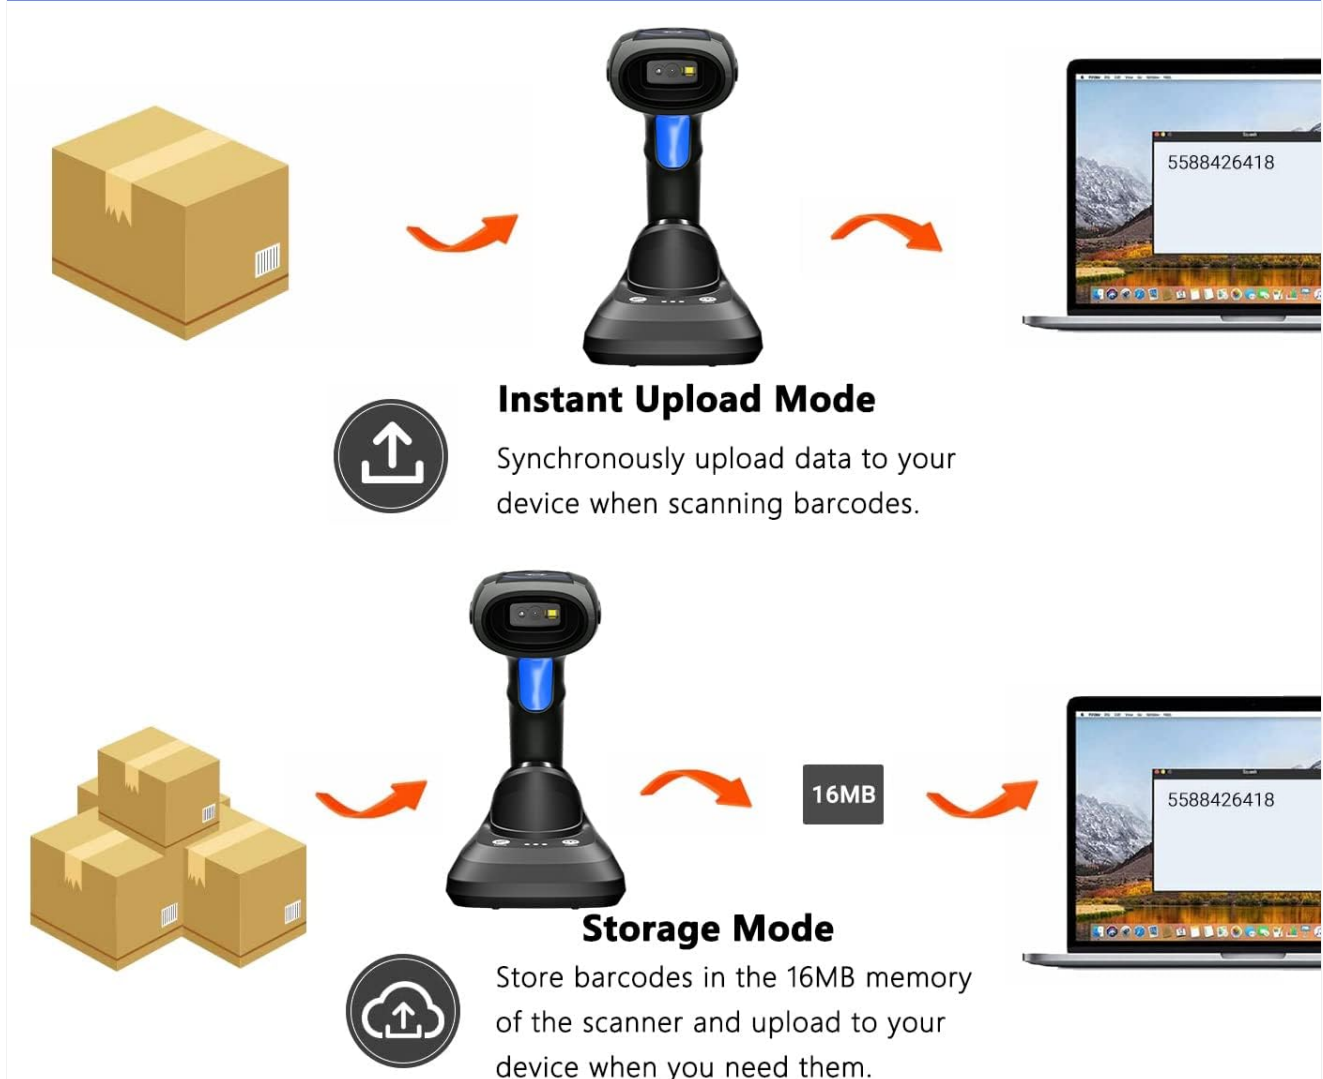 5588426418
Instant Upload Mode
Synchronously upload data to your
device when scanning barcodes.
16MB
5588426418
Storage Mode
Store barcodes in the 16MB memory
of the scanner and upload to your
device when you need them.